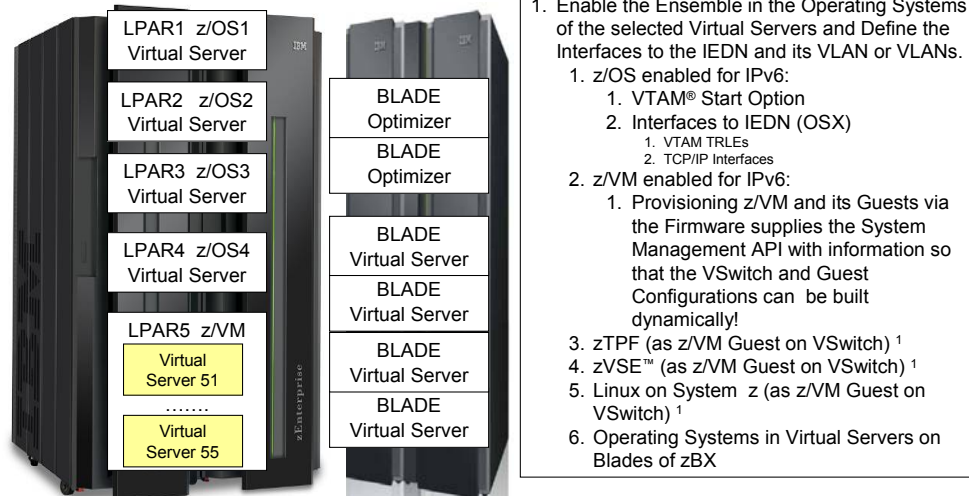 LPAR1 z/OS1
Virtual Server
LPAR2 z/OS2
Virtual Server
LPAR3 z/OS3
Virtual Server
LPAR4 z/OS4
Virtual Server
LPAR5 z/VM
Virtual
Server 51
.......
Virtual
Server 55
IBM
IBM
zEnterprise
IBM
IBM
BLADE
Optimizer
BLADE
Optimizer
BLADE
Virtual Server
BLADE
Virtual Server
BLADE
Virtual Server
BLADE
Virtual Server
1. Enable the Ensemble in the Operating Systems
of the selected Virtual Servers and Define the
Interfaces to the IEDN and its VLAN or VLANs.
1. z/OS enabled for IPv6:
1. VTAM® Start Option
2. Interfaces to IEDN (OSX)
1. VTAM TRLEs
2. TCP/IP Interfaces
2. z/VM enabled for IPv6:
1. Provisioning z/VM and its Guests via
the Firmware supplies the System
Management API with information so
that the VSwitch and Guest
Configurations can be built
dynamically!
3. zTPF (as z/VM Guest on VSwitch) ¹
4. zVSE™ (as z/VM Guest on VSwitch) ¹
5. Linux on System z (as z/VM Guest on
VSwitch) ¹
6. Operating Systems in Virtual Servers on
Blades of zBX